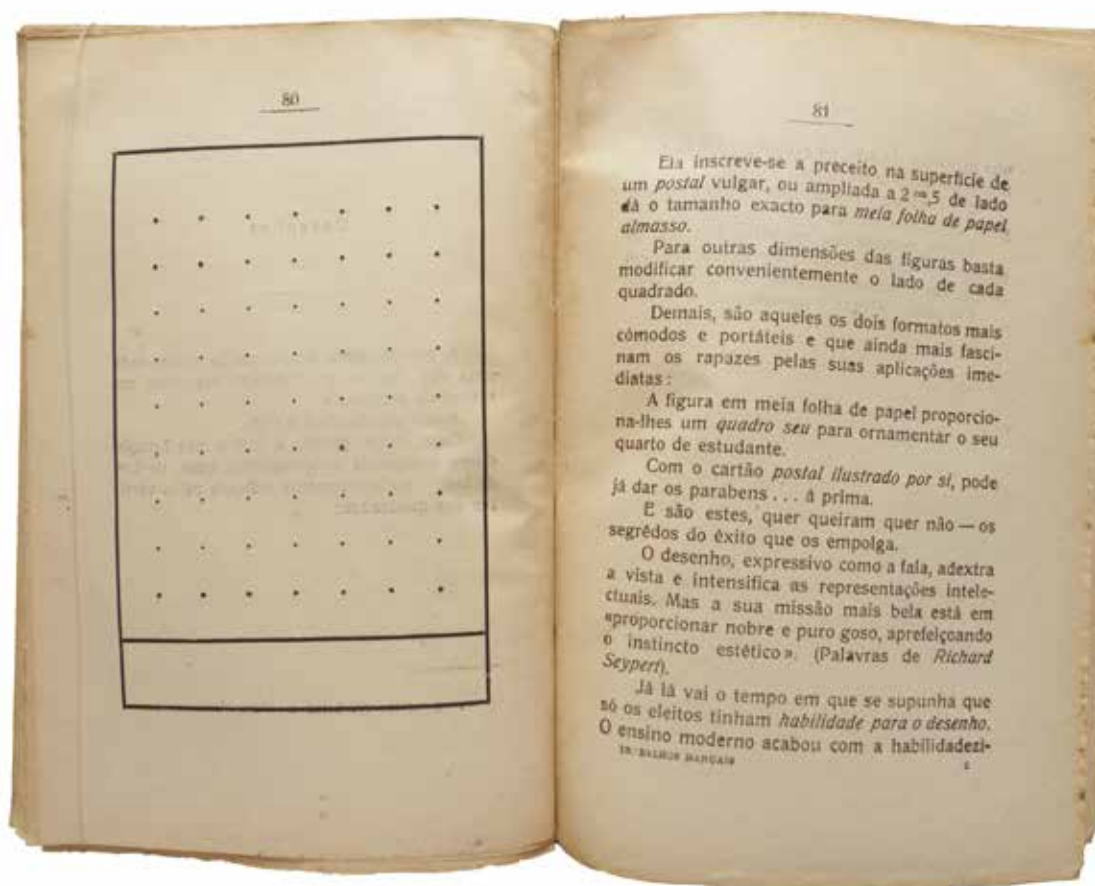 80
81
Ela inscreve-se a preceito na superficie de
um postal vulgar, ou ampliada a 2 cm,5 de lado
dá o tamanho exacto para meia folha de papel
almasso.
Para outras dimensões das figuras basta
modificar convenientemente o lado de cada
quadrado.
Demais, são aqueles os dois formatos mais
cómodos e portáteis e que ainda mais fasci-
nam os rapazes pelas suas aplicações ime-
diatas :
A figura em meia folha de papel proporcio-
na-lhes um quadro seu para ornamentar o seu
quarto de estudante.
Com o cartão postal ilustrado por si, pode
já dar os parabens . . . á prima.
E são estes, quer queiram quer não — os
segrêdos do êxito que os empolga.
O desenho, expressivo como a fala, adextra
a vista e intensifica as representações intele-
ctuais. Mas a sua missão mais bela está em
«proporcionar nobre e puro goso, aprefeiçoando
o instincto estético». (Palavras de Richard
Seypert).
Já lá vai o tempo em que se supunha que
só os eleitos tinham habilidade para o desenho.
O ensino moderno acabou com a habilidadezi-
TRABALHOS MANUAIS